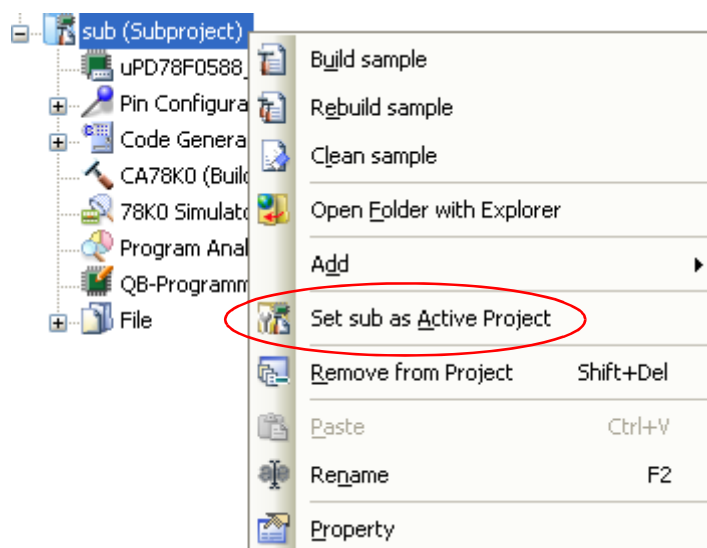 sub (Subproject)
uPD78F0588_
Pin Configura
Code Genera
CA78K0 (Build
78K0 Simulato
Program Anal
QB-Programm
File
Build sample
Rebuild sample
Clean sample
Open Folder with Explorer
Add
Set sub as Active Project
Remove from Project Shift+Del
Paste Ctrl+V
Rename F2
Property